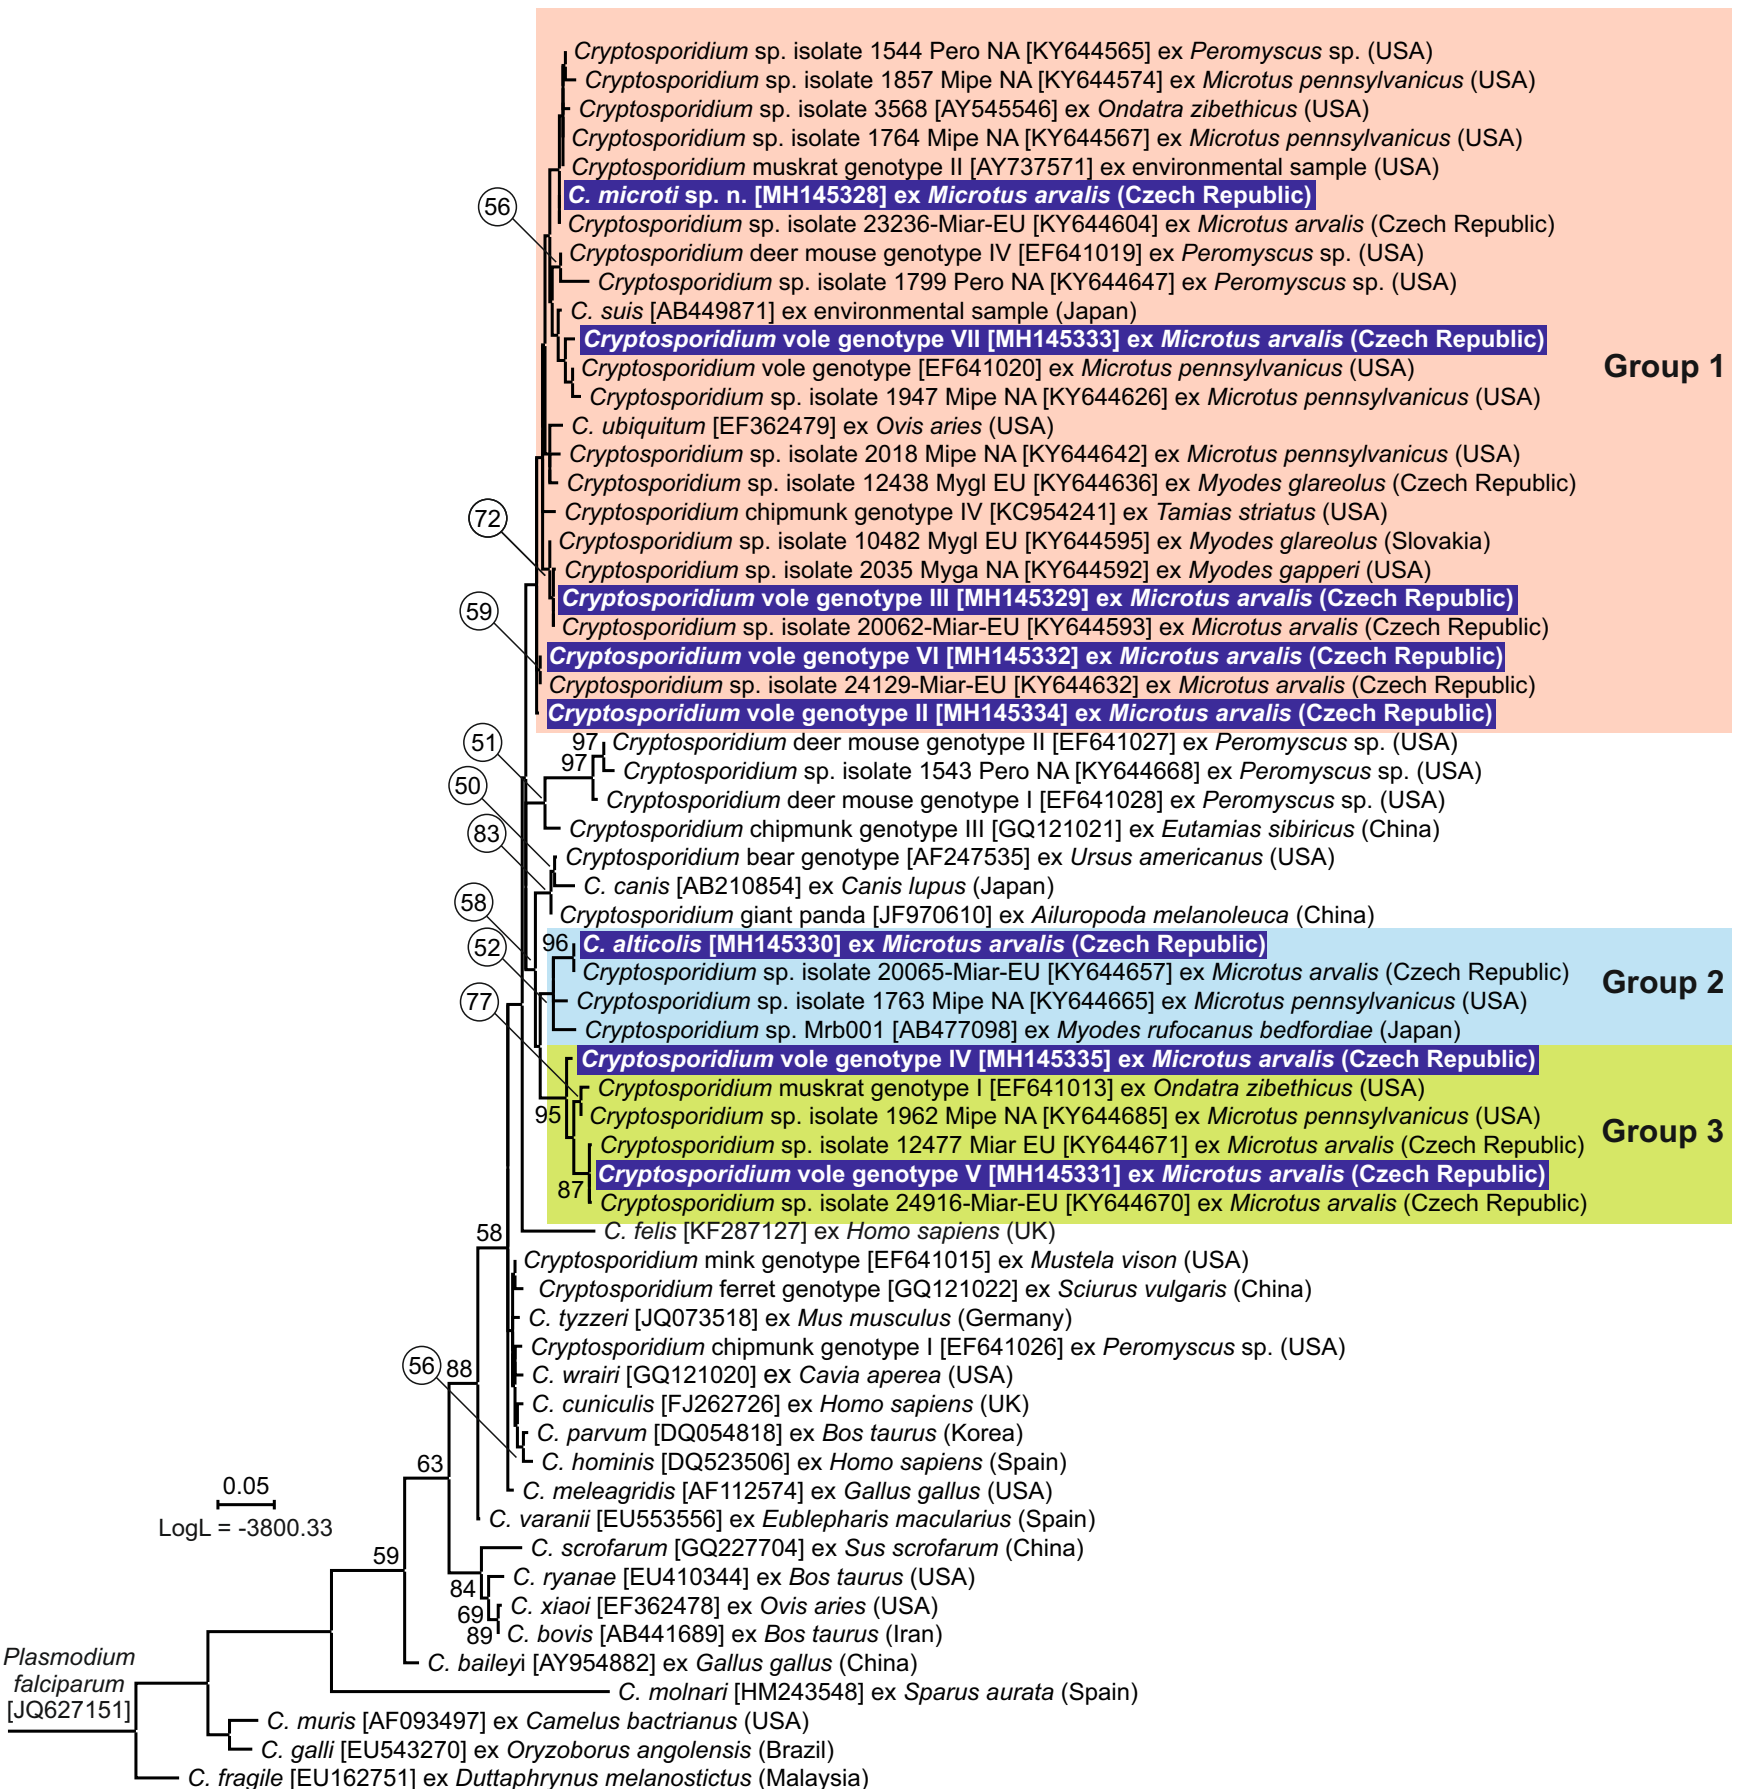 Cryptosporidium sp. isolate 1544 Pero NA [KY644565] ex Peromyscus sp. (USA)
Cryptosporidium sp. isolate 1857 Mipe NA [KY644574] ex Microtus pennsylvanicus (USA)
Cryptosporidium sp. isolate 3568 [AY545546] ex Ondatra zibethicus (USA)
Cryptosporidium sp. isolate 1764 Mipe NA [KY644567] ex Microtus pennsylvanicus (USA)
Cryptosporidium muskrat genotype II [AY737571] ex environmental sample (USA)
C. microti sp. n. [MH145328] ex Microtus arvalis (Czech Republic)
56
Cryptosporidium sp. isolate 23236-Miar-EU [KY644604] ex Microtus arvalis (Czech Republic)
Cryptosporidium deer mouse genotype IV [EF641019] ex Peromyscus sp. (USA)
Cryptosporidium sp. isolate 1799 Pero NA [KY644647] ex Peromyscus sp. (USA)
C. suis [AB449871] ex environmental sample (Japan)
Cryptosporidium vole genotype VII [MH145333] ex Microtus arvalis (Czech Republic)
Cryptosporidium vole genotype [EF641020] ex Microtus pennsylvanicus (USA)
Group 1
Cryptosporidium sp. isolate 1947 Mipe NA [KY644626] ex Microtus pennsylvanicus (USA)
C. ubiquitum [EF362479] ex Ovis aries (USA)
Cryptosporidium sp. isolate 2018 Mipe NA [KY644642] ex Microtus pennsylvanicus (USA)
Cryptosporidium sp. isolate 12438 Mygl EU [KY644636] ex Myodes glareolus (Czech Republic)
72
Cryptosporidium chipmunk genotype IV [KC954241] ex Tamias striatus (USA)
Cryptosporidium sp. isolate 10482 Mygl EU [KY644595] ex Myodes glareolus (Slovakia)
Cryptosporidium sp. isolate 2035 Myga NA [KY644592] ex Myodes gapperi (USA)
Cryptosporidium vole genotype III [MH145329] ex Microtus arvalis (Czech Republic)
59
Cryptosporidium sp. isolate 20062-Miar-EU [KY644593] ex Microtus arvalis (Czech Republic)
Cryptosporidium vole genotype VI [MH145332] ex Microtus arvalis (Czech Republic)
Cryptosporidium sp. isolate 24129-Miar-EU [KY644632] ex Microtus arvalis (Czech Republic)
Cryptosporidium vole genotype II [MH145334] ex Microtus arvalis (Czech Republic)
51
97
Cryptosporidium deer mouse genotype II [EF641027] ex Peromyscus sp. (USA)
97
Cryptosporidium sp. isolate 1543 Pero NA [KY644668] ex Peromyscus sp. (USA)
50
Cryptosporidium deer mouse genotype I [EF641028] ex Peromyscus sp. (USA)
83
Cryptosporidium chipmunk genotype III [GQ121021] ex Eutamias sibiricus (China)
Cryptosporidium bear genotype [AF247535] ex Ursus americanus (USA)
C. canis [AB210854] ex Canis lupus (Japan)
58
Cryptosporidium giant panda [JF970610] ex Ailuropoda melanoleuca (China)
52
96
C. alticolis [MH145330] ex Microtus arvalis (Czech Republic)
Cryptosporidium sp. isolate 20065-Miar-EU [KY644657] ex Microtus arvalis (Czech Republic)
Group 2
77
Cryptosporidium sp. isolate 1763 Mipe NA [KY644665] ex Microtus pennsylvanicus (USA)
Cryptosporidium sp. Mrb001 [AB477098] ex Myodes rufocanus bedfordiae (Japan)
Cryptosporidium vole genotype IV [MH145335] ex Microtus arvalis (Czech Republic)
Cryptosporidium muskrat genotype I [EF641013] ex Ondatra zibethicus (USA)
95
Cryptosporidium sp. isolate 1962 Mipe NA [KY644685] ex Microtus pennsylvanicus (USA)
Group 3
Cryptosporidium sp. isolate 12477 Miar EU [KY644671] ex Microtus arvalis (Czech Republic)
Cryptosporidium vole genotype V [MH145331] ex Microtus arvalis (Czech Republic)
87
Cryptosporidium sp. isolate 24916-Miar-EU [KY644670] ex Microtus arvalis (Czech Republic)
58
C. felis [KF287127] ex Homo sapiens (UK)
Cryptosporidium mink genotype [EF641015] ex Mustela vison (USA)
Cryptosporidium ferret genotype [GQ121022] ex Sciurus vulgaris (China)
C. tyzzeri [JQ073518] ex Mus musculus (Germany)
Cryptosporidium chipmunk genotype I [EF641026] ex Peromyscus sp. (USA)
56
88
C. wrairi [GQ121020] ex Cavia aperea (USA)
C. cuniculis [FJ262726] ex Homo sapiens (UK)
C. parvum [DQ054818] ex Bos taurus (Korea)
63
C. hominis [DQ523506] ex Homo sapiens (Spain)
0.05
C. meleagridis [AF112574] ex Gallus gallus (USA)
LogL = -3800.33
C. varanii [EU553556] ex Eublepharis macularius (Spain)
59
C. scrofarum [GQ227704] ex Sus scrofarum (China)
84
C. ryanae [EU410344] ex Bos taurus (USA)
69
C. xiaoi [EF362478] ex Ovis aries (USA)
89
C. bovis [AB441689] ex Bos taurus (Iran)
Plasmodium
falciparum
[JQ627151]
C. baileyi [AY954882] ex Gallus gallus (China)
C. molnari [HM243548] ex Sparus aurata (Spain)
C. muris [AF093497] ex Camelus bactrianus (USA)
C. galli [EU543270] ex Oryzoborus angolensis (Brazil)
C. fragile [EU162751] ex Duttaphrynus melanostictus (Malaysia)